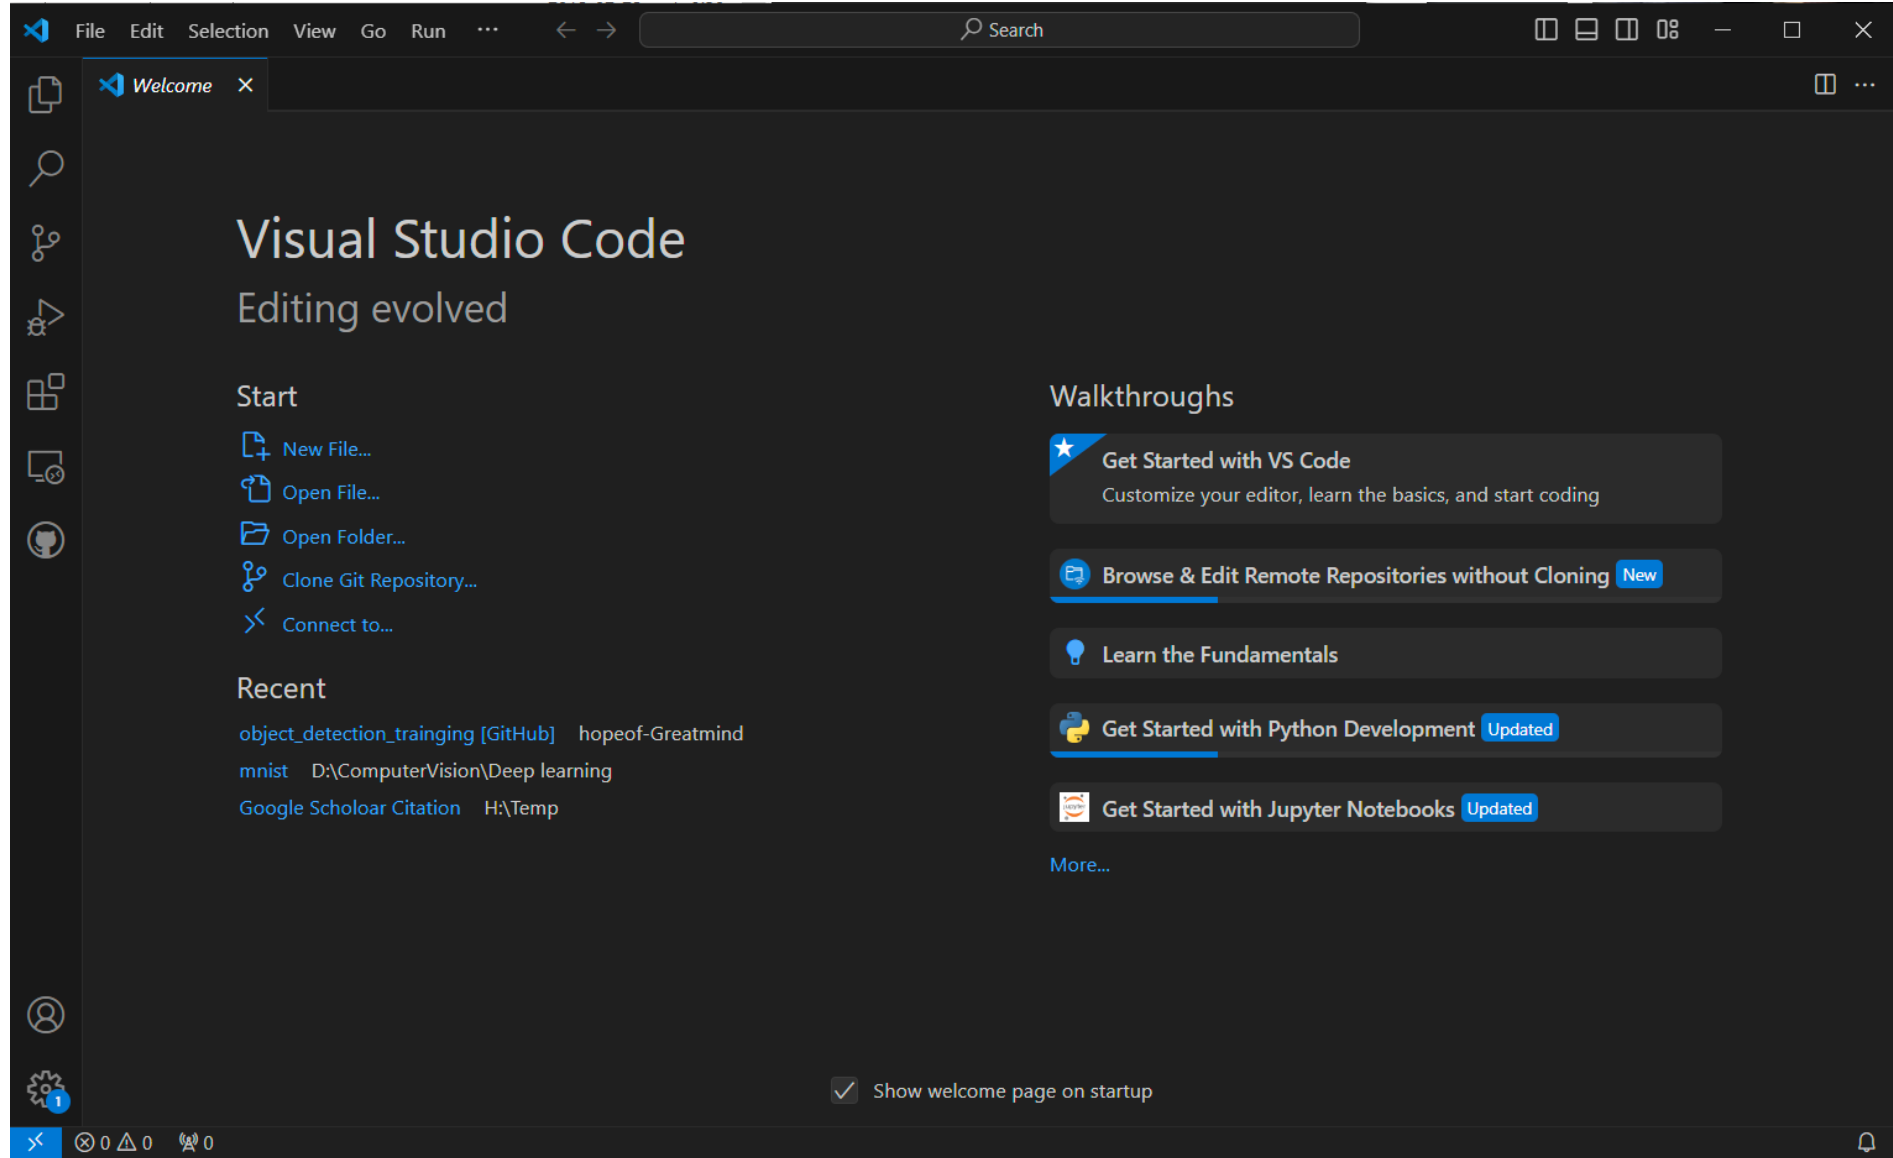 File Edit Selection View Go Run ··· Search
Welcome
Visual Studio Code
Editing evolved
Start
New File...
Open File...
Open Folder...
Clone Git Repository...
Connect to...
Recent
object_detection_trainging [GitHub] hopeof-Greatmind
mnist D:\ComputerVision\Deep learning
Google Scholoar Citation H:\Temp
Walkthroughs
Get Started with VS Code
Customize your editor, learn the basics, and start coding
Browse & Edit Remote Repositories without Cloning New
Learn the Fundamentals
Get Started with Python Development Updated
Get Started with Jupyter Notebooks Updated
More...
Show welcome page on startup
1
0 0 0